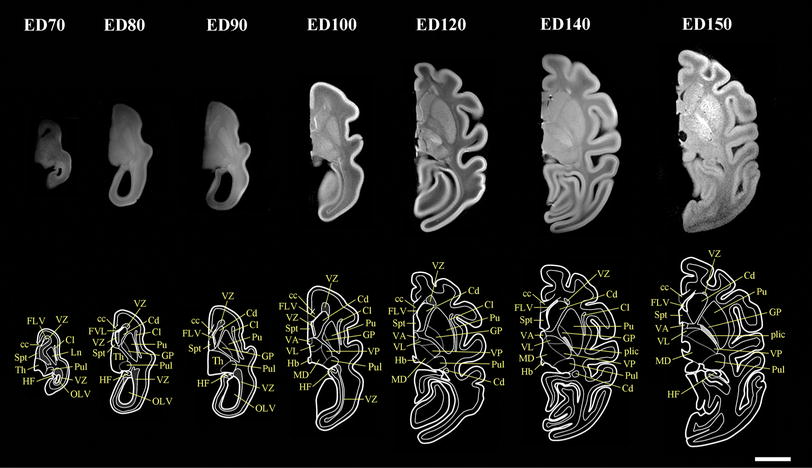 ED70 ED80 ED90 ED100 ED120 ED140 ED150
FLV
VZ
cc
Cl
Ln
Spt
Th
HF
Pul
VZ
OLV
VZ
cc
Cd
FVL
VZ
Spt
Th
Cl
Pu
GP
Pul
HF
VZ
OLV
VZ
cc
Spt
Cd
Cl
Pu
Th
GP
Pul
HF
VZ
OLV
VZ
cc
FLV
VZ
Spt
VA
VL
Hb
MD
HF
Cd
Cl
Pu
GP
VP
Pul
VZ
VZ
cc
FLV
Spt
VA
VL
Hb
MD
Cd
Cl
Pu
GP
VP
Pul
Cd
VZ
cc
FLV
Spt
VA
VL
MD
Hb
Cd
Cl
Pu
GP
plic
VP
Pul
Cd
VZ
cc
FLV
Spt
VA
VL
MD
HF
Cd
Pu
GP
plic
Pul